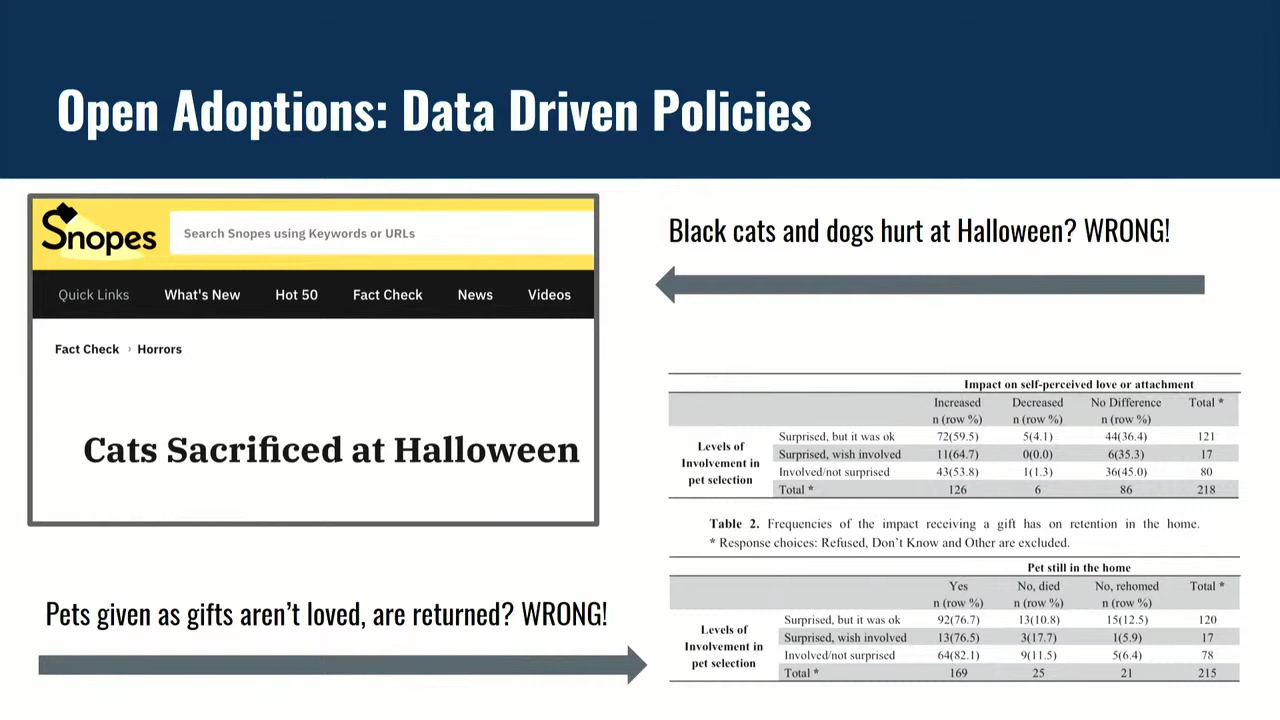 Open Adoptions: Data Driven Policies
Snopes
Search Snopes using Keywords or URLs
Quick Links What's New Hot 50 Fact Check News Videos
Fact Check › Horrors
Cats Sacrificed at Halloween
Black cats and dogs hurt at Halloween? WRONG!
Pets given as gifts aren't loved, are returned? WRONG!
Impact on self-perceived love or attachment
Increased Decreased No Difference Total *
n (row %) n (row %) n (row %)
Levels of Involvement in pet selection
Surprised, but it was ok 72(59.5) 5(4.1) 44(36.4) 121
Surprised, wish involved 11(64.7) 0(0.0) 6(35.3) 17
Involved/not surprised 43(53.8) 1(1.3) 36(45.0) 80
Total * 126 6 86 218
Table 2. Frequencies of the impact receiving a gift has on retention in the home.
* Response choices: Refused, Don't Know and Other are excluded.
Pet still in the home
Yes No, died No, rehomed Total *
n (row %) n (row %) n (row %)
Levels of Involvement in pet selection
Surprised, but it was ok 92(76.7) 13(10.8) 15(12.5) 120
Surprised, wish involved 13(76.5) 3(17.7) 1(5.9) 17
Involved/not surprised 64(82.1) 9(11.5) 5(6.4) 78
Total * 169 25 21 215